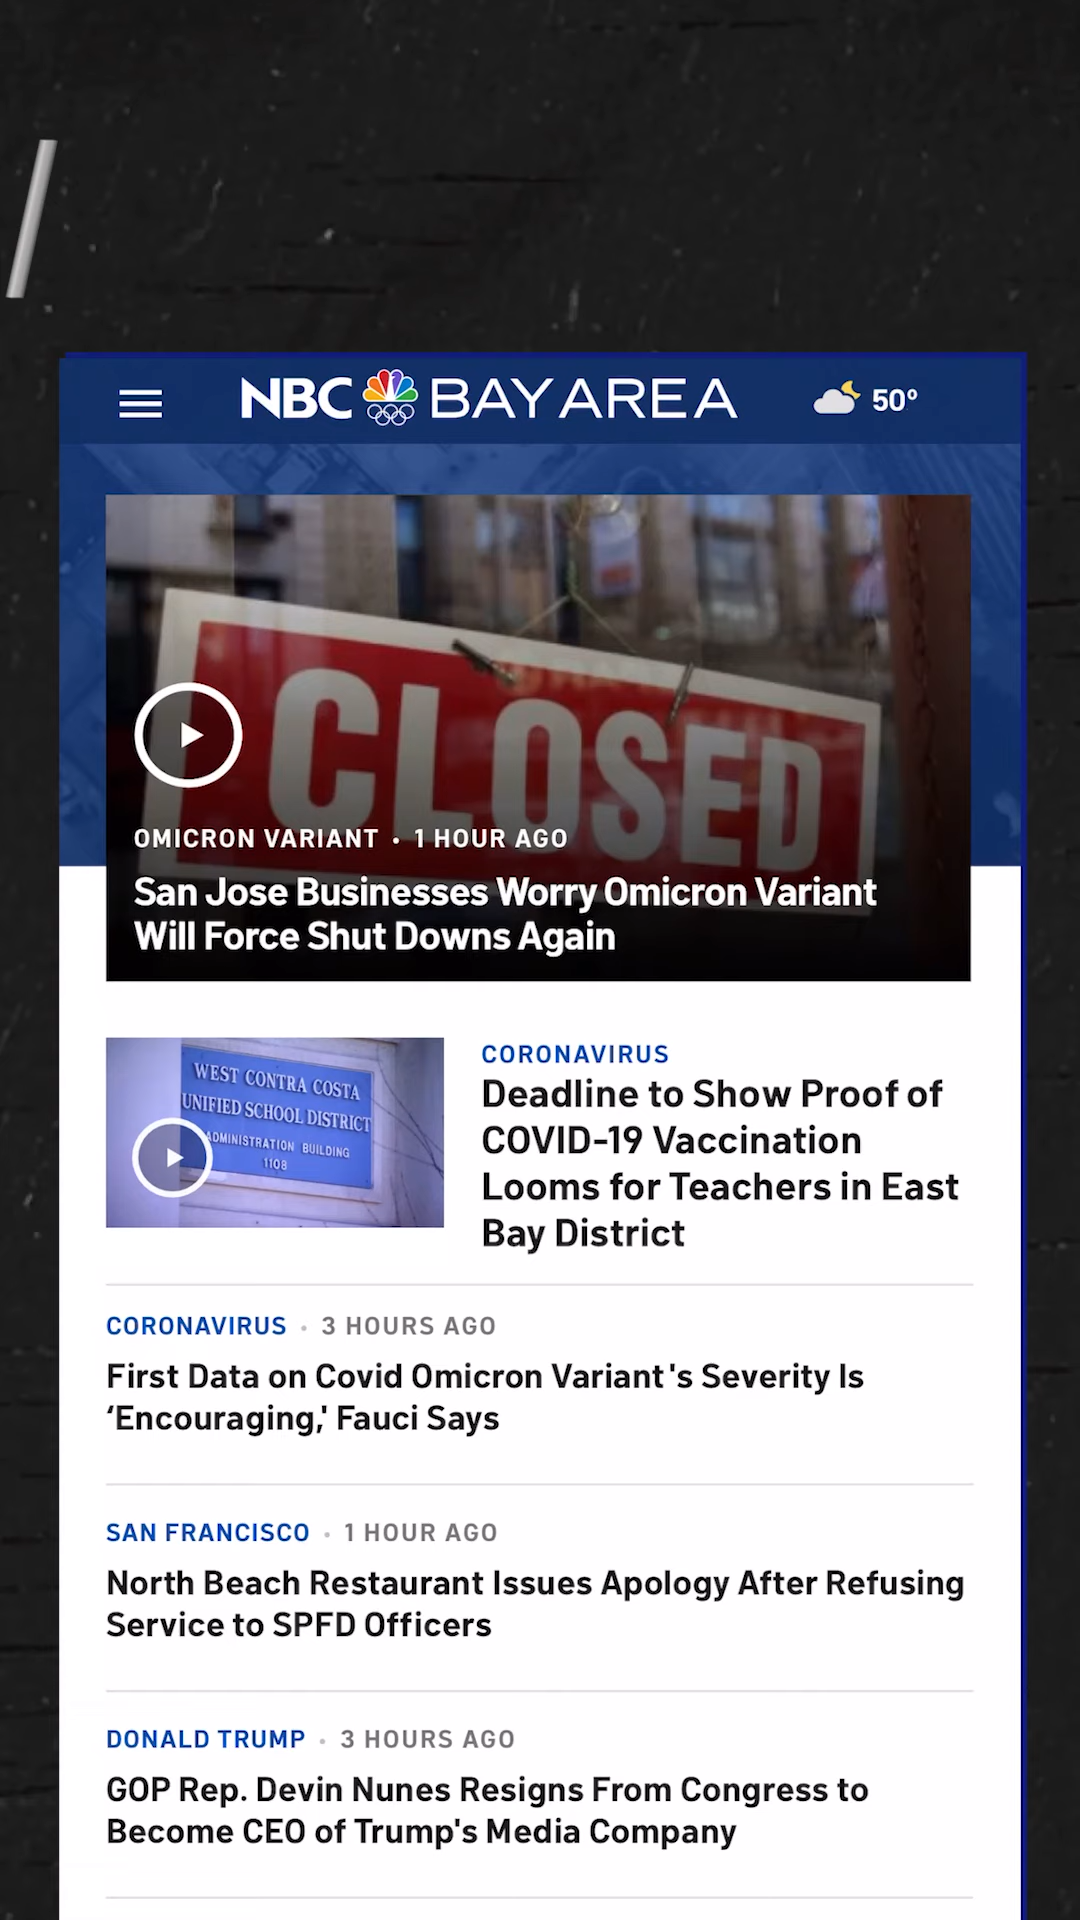 /
NBC BAY AREA
50°
CLOSED
OMICRON VARIANT • 1 HOUR AGO
San Jose Businesses Worry Omicron Variant
Will Force Shut Downs Again
WEST CONTRA COSTA
UNIFIED SCHOOL DISTRICT
ADMINISTRATION BUILDING
1108
CORONAVIRUS
Deadline to Show Proof of
COVID-19 Vaccination
Looms for Teachers in East
Bay District
CORONAVIRUS • 3 HOURS AGO
First Data on Covid Omicron Variant's Severity Is
‘Encouraging,' Fauci Says
SAN FRANCISCO • 1 HOUR AGO
North Beach Restaurant Issues Apology After Refusing
Service to SPFD Officers
DONALD TRUMP • 3 HOURS AGO
GOP Rep. Devin Nunes Resigns From Congress to
Become CEO of Trump's Media Company